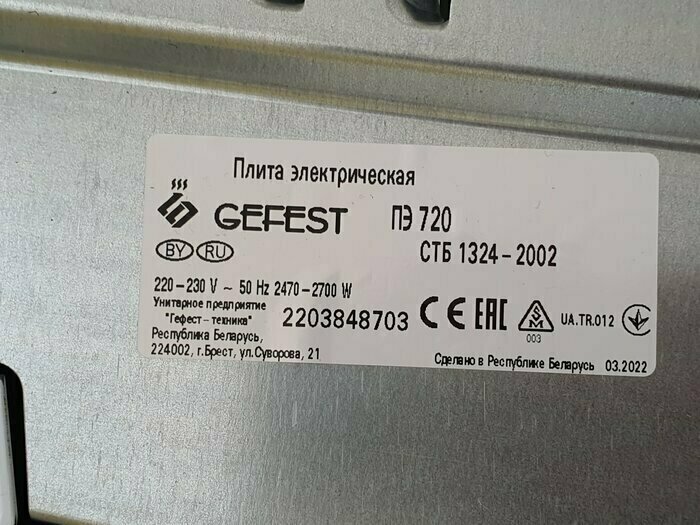 Плита электрическая
GEFEST ПЭ 720
BY RU СТБ 1324-2002
220-230 V ~ 50 Hz 2470-2700 W
Унитарное предприятие
"Гефест-техника" 2203848703 CE EAC 003 UA.TR.012
Республика Беларусь,
224002, г.Брест, ул.Суворова, 21
Сделано в Республике Беларусь 03.2022